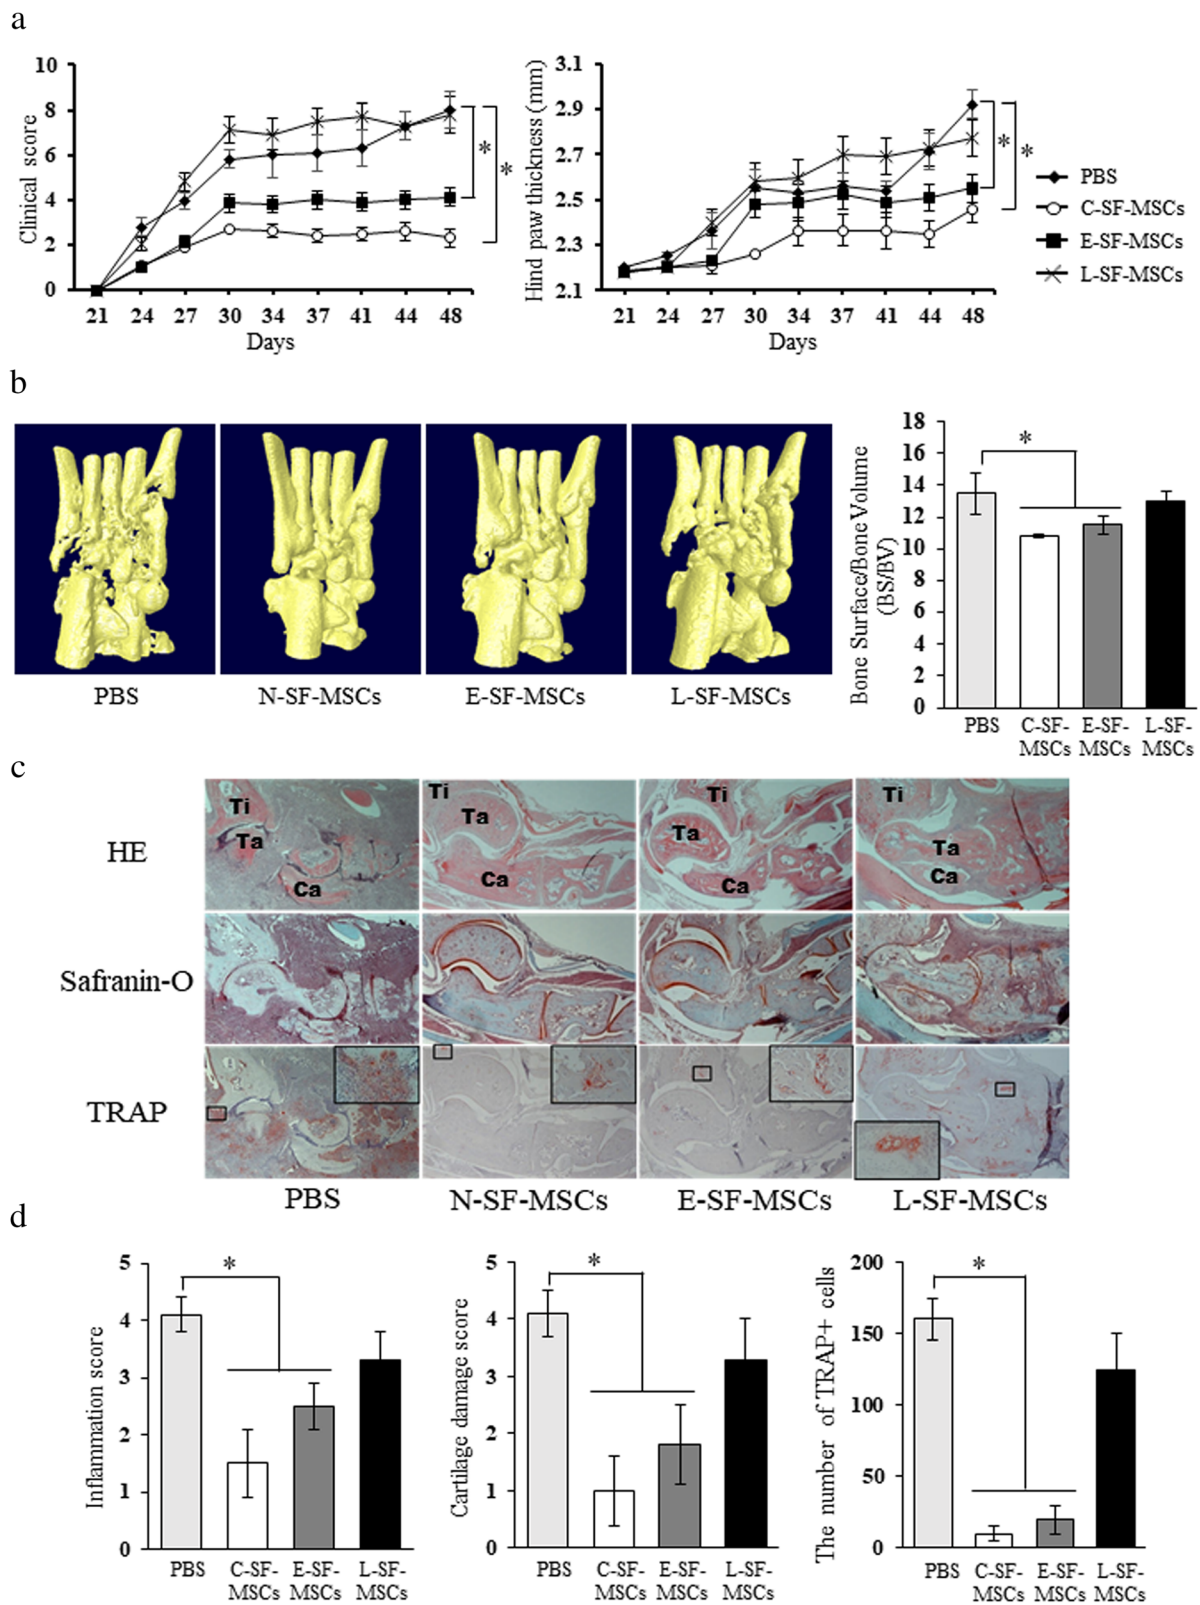 a
Clinical score
10
8
6
4
2
0
21 24 27 30 34 37 41 44 48
Days
*
*
Hind paw thickness (mm)
3.1
2.9
2.7
2.5
2.3
2.1
21 24 27 30 34 37 41 44 48
Days
*
*
PBS
C-SF-MSCs
E-SF-MSCs
L-SF-MSCs
b
PBS
N-SF-MSCs
E-SF-MSCs
L-SF-MSCs
Bone Surface/Bone Volume
(BS/BV)
18
16
14
12
10
8
6
4
2
0
*
PBS
C-SF-
MSCs
E-SF-
MSCs
L-SF-
MSCs
c
HE
Ti
Ta
Ca
Ti
Ta
Ca
Ti
Ta
Ca
Ti
Ta
Ca
Safranin-O
TRAP
PBS
N-SF-MSCs
E-SF-MSCs
L-SF-MSCs
d
Inflammation score
5
4
3
2
1
0
*
PBS
C-SF-
MSCs
E-SF-
MSCs
L-SF-
MSCs
Cartilage damage score
5
4
3
2
1
0
*
PBS
C-SF-
MSCs
E-SF-
MSCs
L-SF-
MSCs
The number of TRAP+ cells
200
150
100
50
0
*
PBS
C-SF-
MSCs
E-SF-
MSCs
L-SF-
MSCs